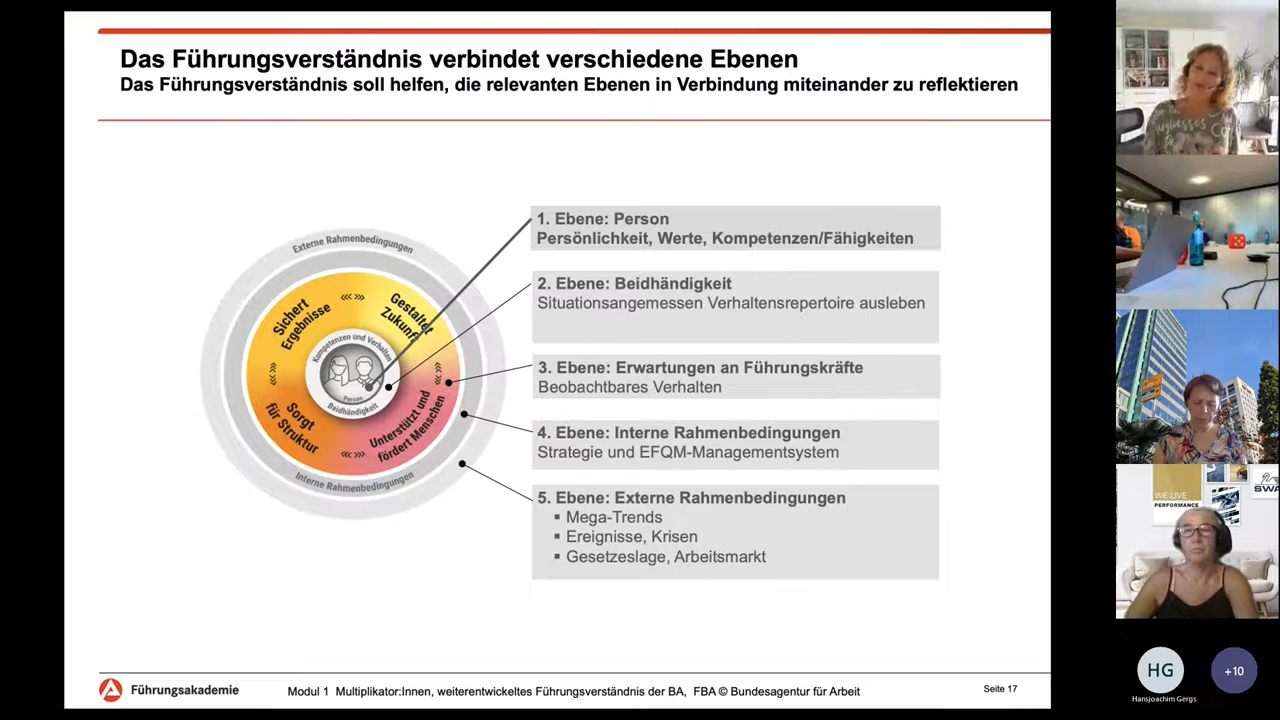 Das Führungsverständnis verbindet verschiedene Ebenen
Das Führungsverständnis soll helfen, die relevanten Ebenen in Verbindung miteinander zu reflektieren
Externe Rahmenbedingungen
Sichert
Ergebnisse
Gestaltet
Zukunft
Kompetenzen und Verhalten
Person
Beidhändigkeit
Sorgt
für Struktur
Unterstützt und
fördert Menschen
Interne Rahmenbedingungen
1. Ebene: Person
Persönlichkeit, Werte, Kompetenzen/Fähigkeiten
2. Ebene: Beidhändigkeit
Situationsangemessen Verhaltensrepertoire ausleben
3. Ebene: Erwartungen an Führungskräfte
Beobachtbares Verhalten
4. Ebene: Interne Rahmenbedingungen
Strategie und EFQM-Managementsystem
5. Ebene: Externe Rahmenbedingungen
▪ Mega-Trends
▪ Ereignisse, Krisen
▪ Gesetzeslage, Arbeitsmarkt
Führungsakademie
Modul 1 Multiplikator:Innen, weiterentwickeltes Führungsverständnis der BA, FBA © Bundesagentur für Arbeit
Seite 17
WE LIVE
PERFORMANCE
HG
+10
Hansjoachim Gergs